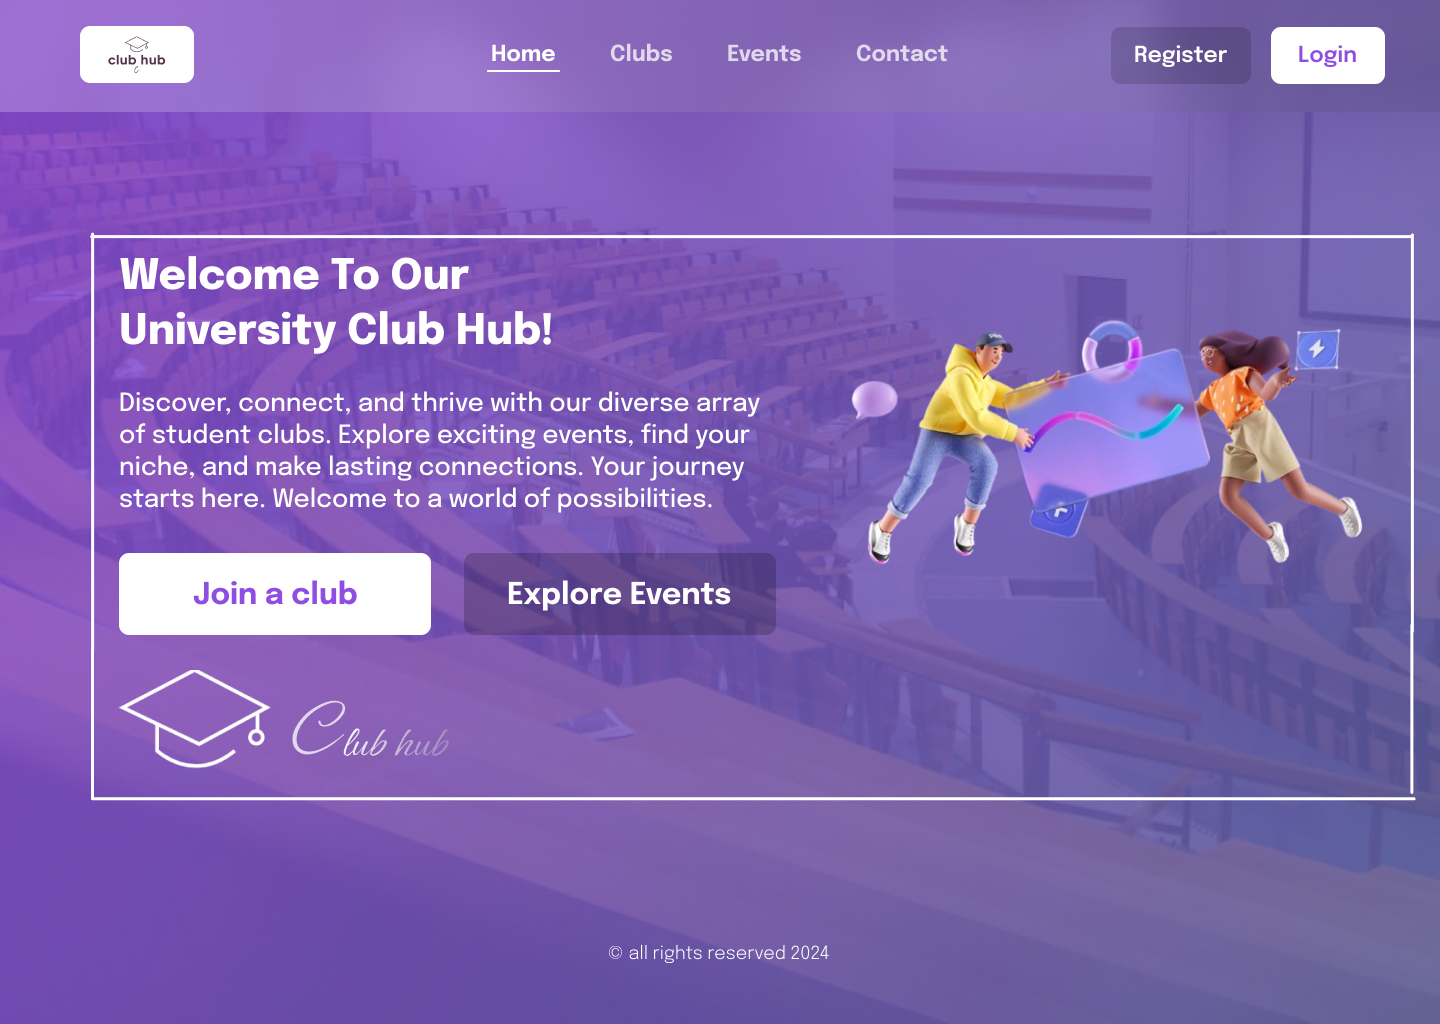 club hub
Home
Clubs
Events
Contact
Register
Login
Welcome To Our
University Club Hub!
Discover, connect, and thrive with our diverse array
of student clubs. Explore exciting events, find your
niche, and make lasting connections. Your journey
starts here. Welcome to a world of possibilities.
Join a club
Explore Events
Club hub
© all rights reserved 2024